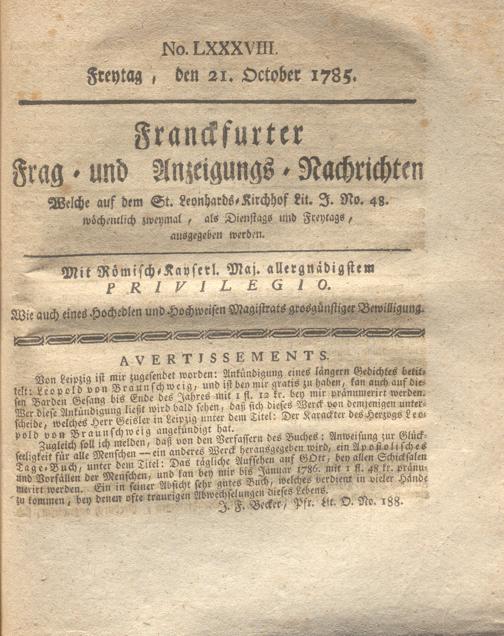 No. LXXXVIII.
Freytag, den 21. October 1785.
Franckfurter
Frag- und Anzeigungs-Nachrichten
Welche auf dem St. Leonhards-Kirchhof Lit. J. No. 48.
wöchentlich zweymal, als Dienstags und Freytags,
ausgegeben werden.
Mit Römisch-Kayserl. Maj. allergnädigstem
PRIVILEGIO.
Wie auch eines Hochedlen und Hochweisen Magistrats grosgünstiger Bewilligung.
AVERTISSEMENTS.
Von Leipzig ist mir zugesendet worden: Ankündigung eines längern Gedichtes betit-
telt: Leopold von Braunschweig, und ist bey mir gratis zu haben, kan auch auf die-
sen Barden Gesang bis Ende des Jahres mit 1 fl. 12 kr. bey mir pränumerirt werden.
Wer diese Ankündigung ließt wird bald sehen, daß sich dieses Werck von demjenigen unter-
scheide, welches Herr Geisler in Leipzig unter dem Titul: Der Karackter des Herzogs Leo-
pold von Braunschweig angekündigt hat.
Zugleich soll ich melden, daß von den Verfassern des Buches: Anweisung zur Glück-
seeligkeit für alle Menschen — ein anderes Werck herausgegeben wird, ein Apostolisches
Tage-Buch, unter dem Titul: Das tägliche Aufsehen auf GOtt, bey allen Schicksalen
und Vorfällen der Menschen, und kan bey mir bis Januar 1786. mit 1 fl. 48 kr. pränu-
merirt werden. Ein in seiner Absicht sehr gutes Buch, welches verdient in vieler Hände
zu kommen, bey denen ofte traurigen Abwechselungen dieses Lebens.
J. F. Becker, Pfr. Lit. O. No. 188.